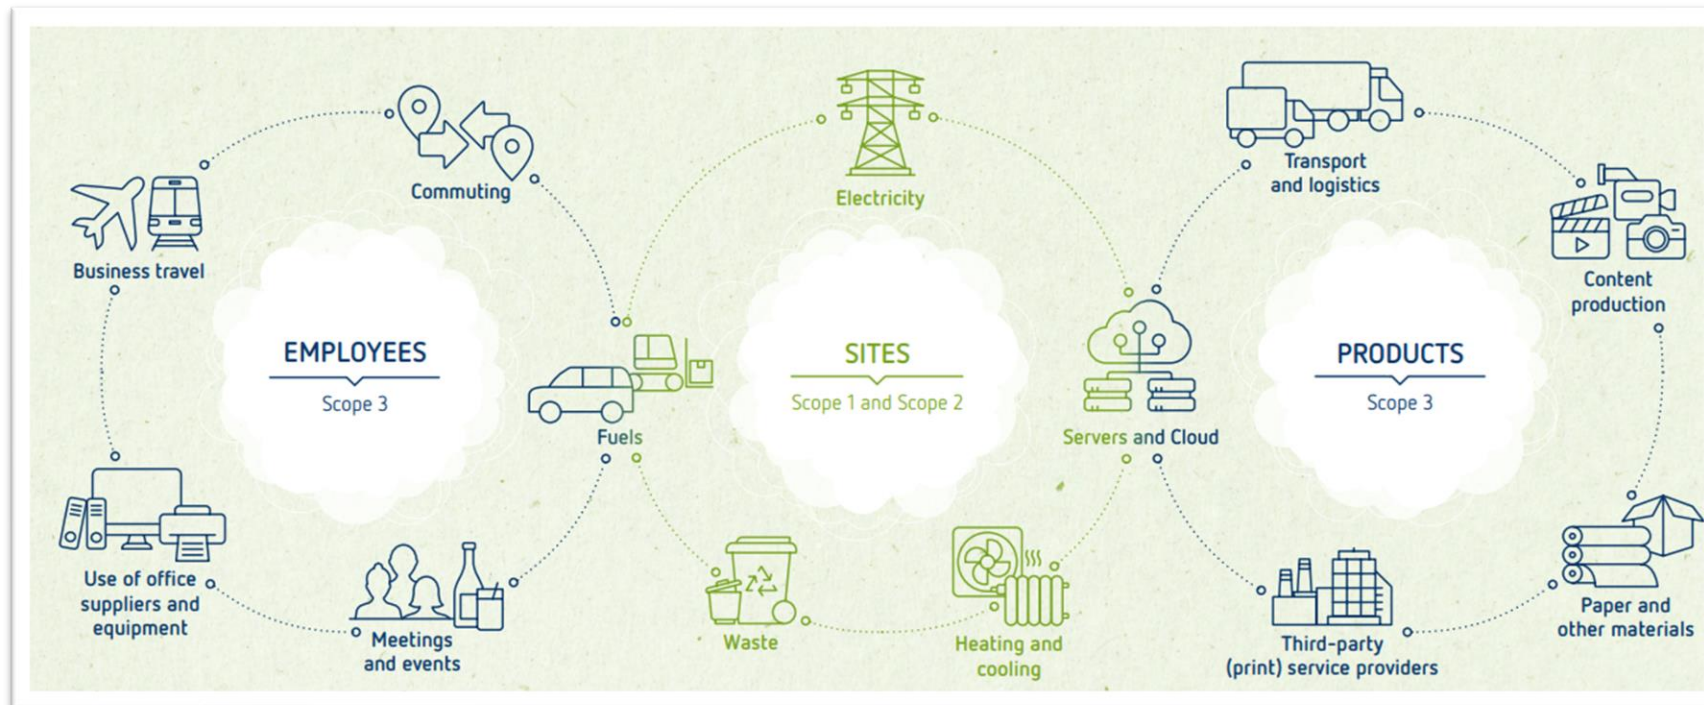 Commuting
Business travel
EMPLOYEES
Scope 3
Use of office
suppliers and
equipment
Meetings
and events
Fuels
Electricity
SITES
Scope 1 and Scope 2
Waste
Heating and
cooling
Servers and Cloud
Transport
and logistics
Content
production
PRODUCTS
Scope 3
Third-party
(print) service providers
Paper and
other materials